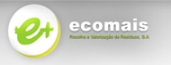 e+
ecomais
Recolha e Valorização de Resíduos, S.A